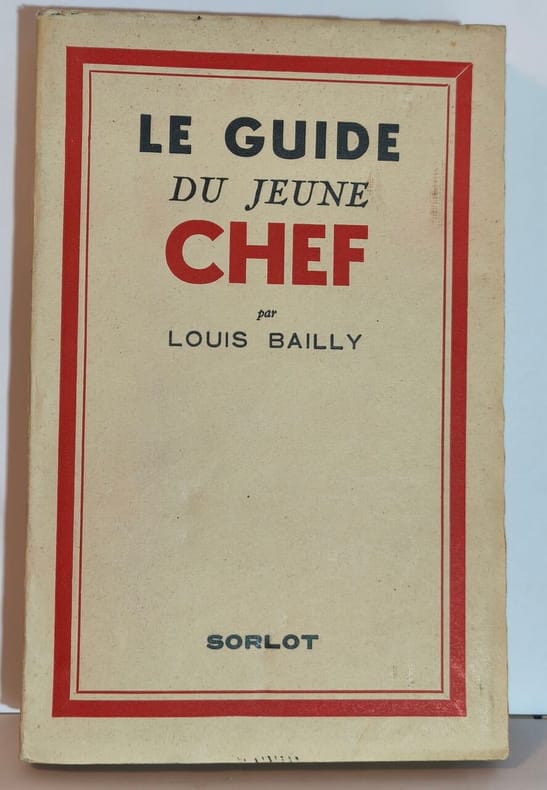 LE GUIDE
DU JEUNE
CHEF
par
LOUIS BAILLY
SORLOT